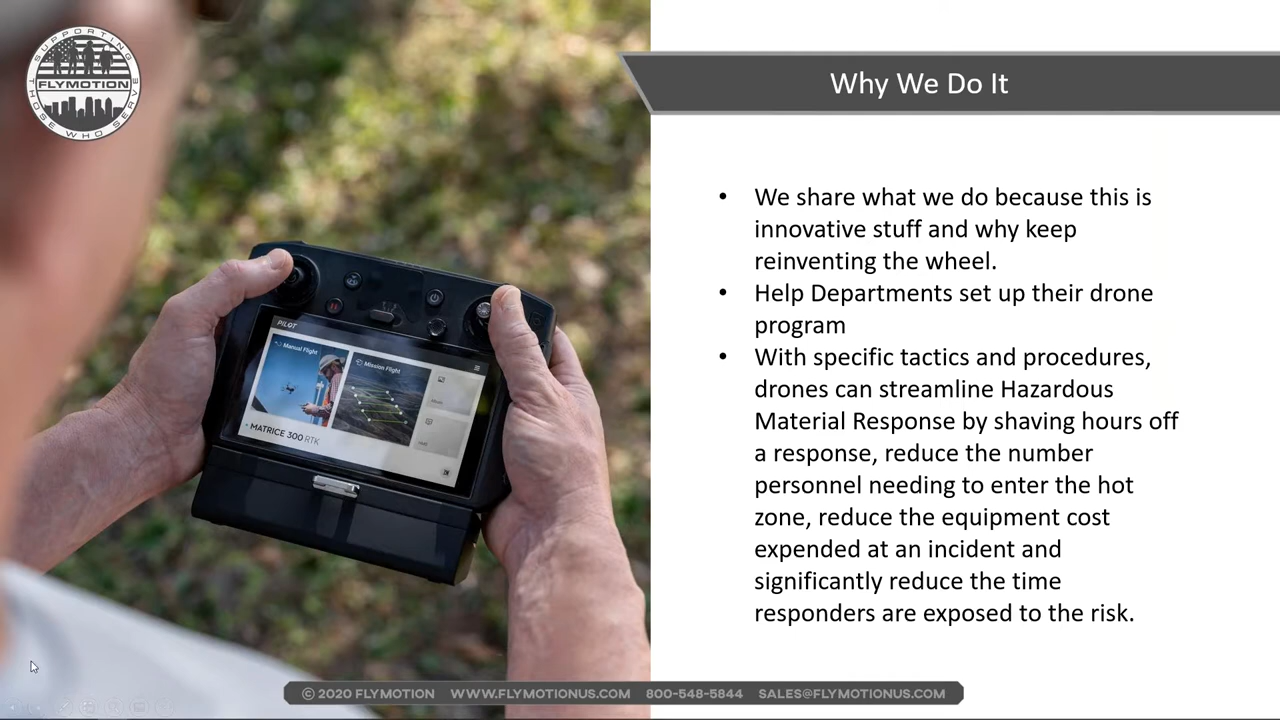 SUPPORTING
FLYMOTION
THOSE WHO SERVE
Why We Do It
• We share what we do because this is
innovative stuff and why keep
reinventing the wheel.
• Help Departments set up their drone
program
• With specific tactics and procedures,
drones can streamline Hazardous
Material Response by shaving hours off
a response, reduce the number
personnel needing to enter the hot
zone, reduce the equipment cost
expended at an incident and
significantly reduce the time
responders are exposed to the risk.
PILOT
Manual Flight
Mission Flight
MATRICE 300 RTK
© 2020 FLYMOTION WWW.FLYMOTIONUS.COM 800-548-5844 SALES@FLYMOTIONUS.COM